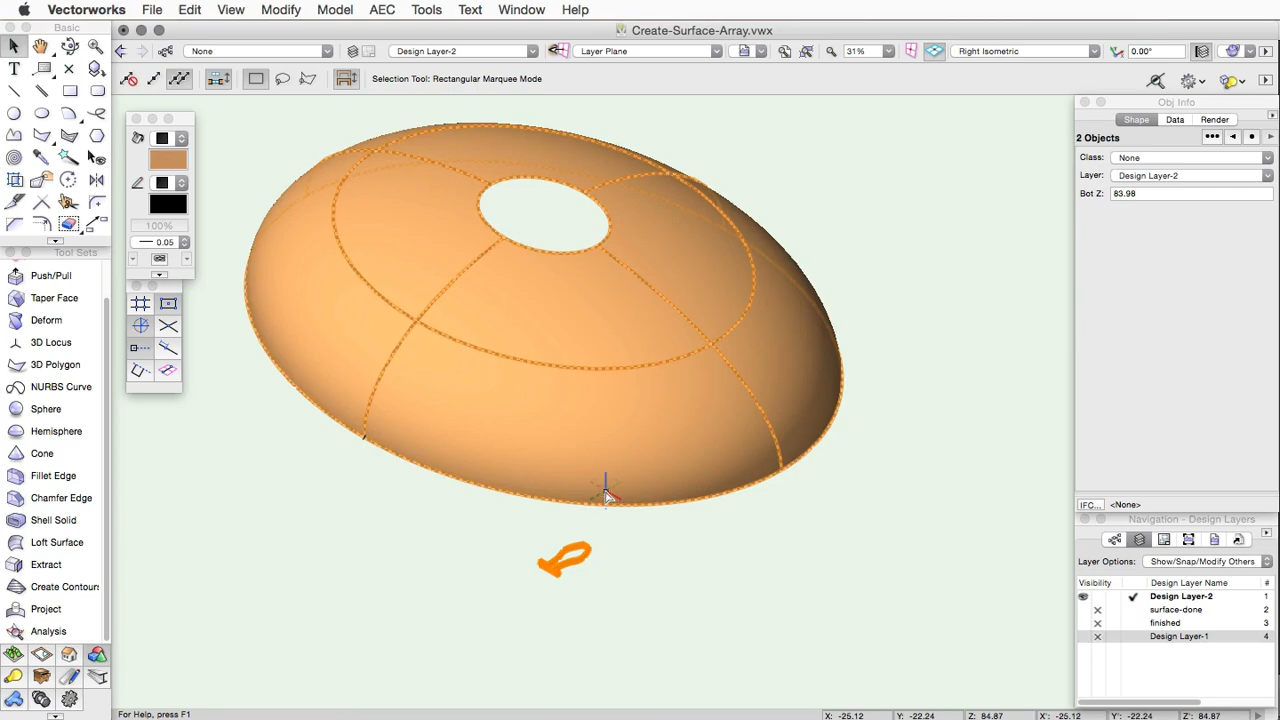 Vectorworks File Edit View Modify Model AEC Tools Text Window Help
Basic
Create-Surface-Array.vwx
None
Design Layer-2
Layer Plane
31%
Right Isometric
0.00°
Selection Tool: Rectangular Marquee Mode
Obj Info
Shape Data Render
2 Objects
Class: None
Layer: Design Layer-2
Bot Z: 83.98
100%
0.05
Tool Sets
Push/Pull
Taper Face
Deform
3D Locus
3D Polygon
NURBS Curve
Sphere
Hemisphere
Cone
Fillet Edge
Chamfer Edge
Shell Solid
Loft Surface
Extract
Create Contours
Project
Analysis
IFC... <None>
Navigation - Design Layers
Layer Options: Show/Snap/Modify Others
Visibility Design Layer Name #
Design Layer-2 1
surface-done 2
finished 3
Design Layer-1 4
For Help, press F1
X: -25.12 Y: -22.24 Z: 84.87 X': -25.12 Y': -22.24 Z': 84.87